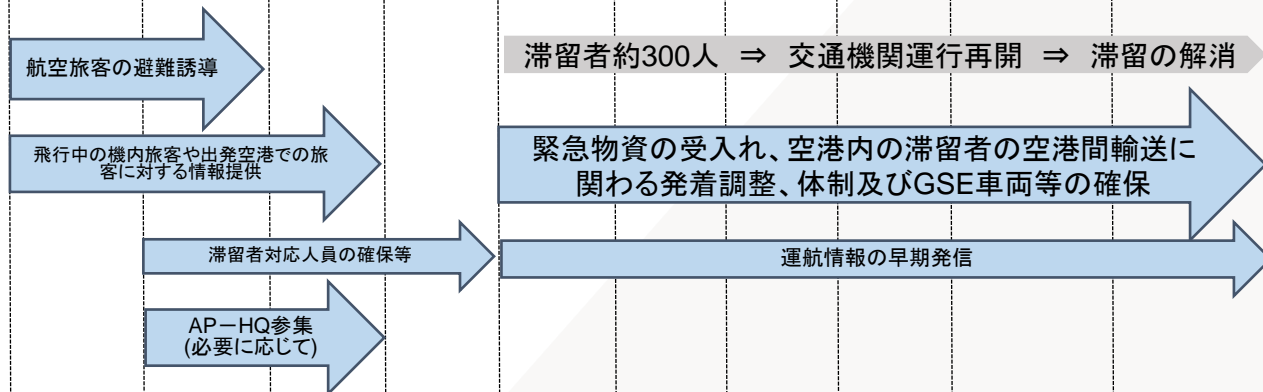 航空旅客の避難誘導
滞留者約300人 ⇒ 交通機関運行再開 ⇒ 滞留の解消
飛行中の機内旅客や出発空港での旅
客に対する情報提供
緊急物資の受入れ、空港内の滞留者の空港間輸送に
関わる発着調整、体制及びGSE車両等の確保
滞留者対応人員の確保等
運航情報の早期発信
AP－HQ参集
(必要に応じて)